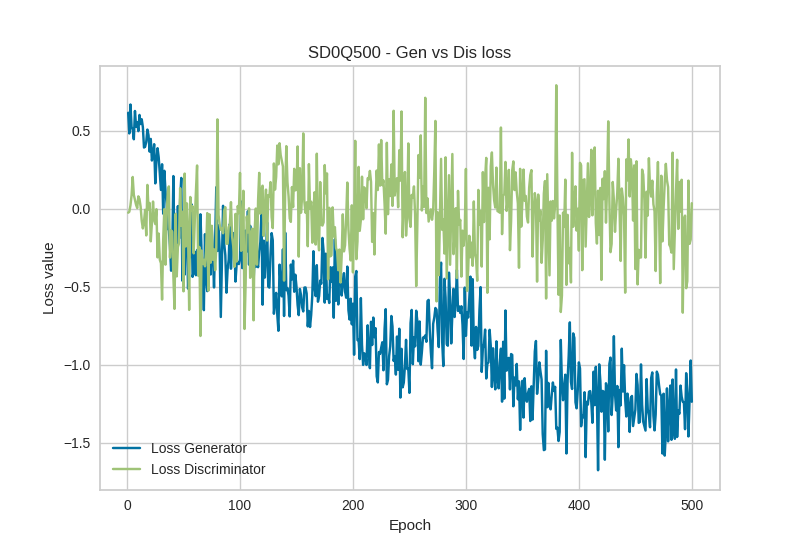 SD0Q500 - Gen vs Dis loss
Loss value
0.5
0.0
−0.5
−1.0
−1.5
Loss Generator
Loss Discriminator
0 100 200 300 400 500
Epoch